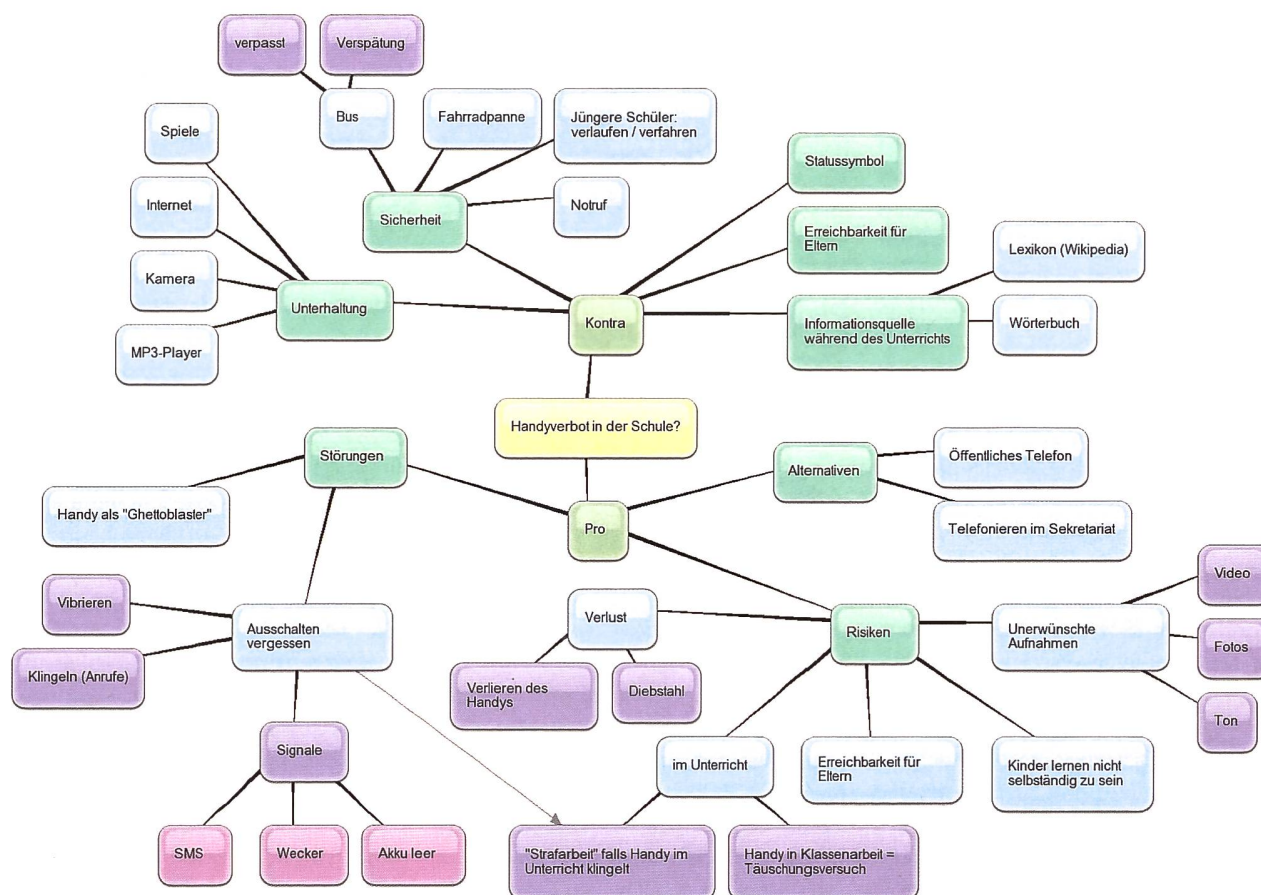 verpasst
Verspätung
Bus
Fahrradpanne
Jüngere Schüler:
verlaufen / verfahren
Spiele
Statussymbol
Internet
Sicherheit
Notruf
Erreichbarkeit für
Eltern
Lexikon (Wikipedia)
Kamera
Unterhaltung
Kontra
Informationsquelle
während des Unterrichts
Wörterbuch
MP3-Player
Handyverbot in der Schule?
Störungen
Alternativen
Öffentliches Telefon
Handy als "Ghettoblaster"
Pro
Telefonieren im Sekretariat
Vibrieren
Ausschalten
vergessen
Verlust
Risiken
Unerwünschte
Aufnahmen
Video
Klingeln (Anrufe)
Verlieren des
Handys
Diebstahl
Fotos
Ton
Signale
im Unterricht
Erreichbarkeit für
Eltern
Kinder lernen nicht
selbständig zu sein
SMS
Wecker
Akku leer
"Strafarbeit" falls Handy im
Unterricht klingelt
Handy in Klassenarbeit =
Täuschungsversuch